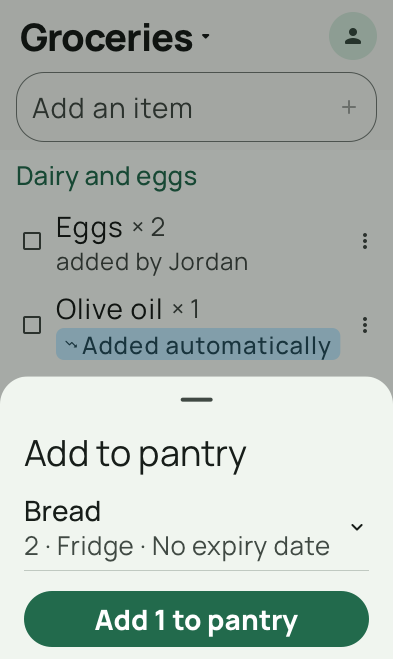 Groceries
Add an item
Dairy and eggs
Eggs × 2
added by Jordan
Olive oil × 1
Added automatically
Add to pantry
Bread
2 · Fridge · No expiry date
Add 1 to pantry